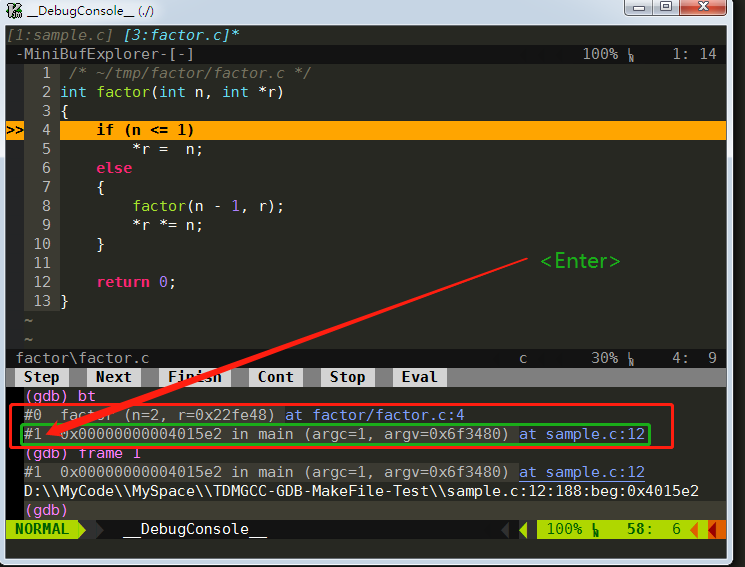 __DebugConsole__ (./)
[1:sample.c] [3:factor.c]*
-MiniBufExplorer-[-] 100% 1: 14
1 /* ~/tmp/factor/factor.c */
2 int factor(int n, int *r)
3 {
>> 4 if (n <= 1)
5 *r = n;
6 else
7 {
8 factor(n - 1, r);
9 *r *= n;
10 }
<Enter>
11
12 return 0;
13 }
~
~
factor\factor.c c 30% 4: 9
Step Next Finish Cont Stop Eval
(gdb) bt
#0 factor (n=2, r=0x22fe48) at factor/factor.c:4
#1 0x00000000004015e2 in main (argc=1, argv=0x6f3480) at sample.c:12
(gdb) frame 1
#1 0x00000000004015e2 in main (argc=1, argv=0x6f3480) at sample.c:12
D:\\MyCode\\MySpace\\TDMGCC-GDB-MakeFile-Test\\sample.c:12:188:beg:0x4015e2
(gdb)
NORMAL __DebugConsole__ 100% 58: 6